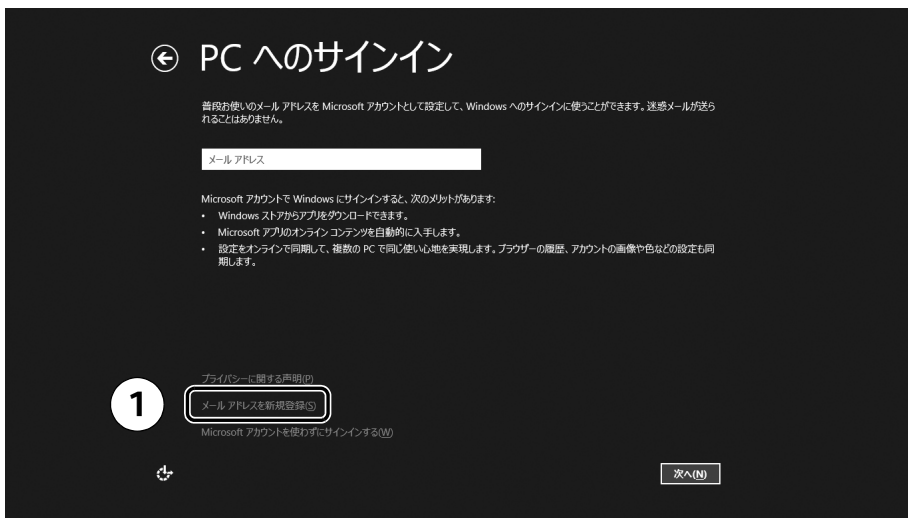 PC へのサインイン
普段お使いのメール アドレスを Microsoft アカウントとして設定して、Windows へのサインインに使うことができます。迷惑メールが送ら
れることはありません。
メール アドレス
Microsoft アカウントで Windows にサインインすると、次のメリットがあります:
• Windows ストアからアプリをダウンロードできます。
• Microsoft アプリのオンライン コンテンツを自動的に入手します。
• 設定をオンラインで同期して、複数の PC で同じ使い心地を実現します。ブラウザーの履歴、アカウントの画像や色などの設定も同
期します。
プライバシーに関する声明(P)
1
メール アドレスを新規登録(S)
Microsoft アカウントを使わずにサインインする(W)
次へ(N)